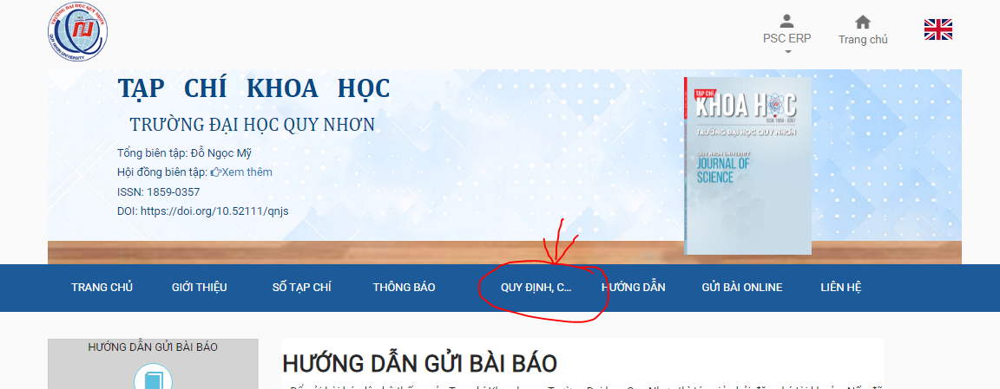 TRƯỜNG ĐẠI HỌC QUY NHƠN
QUY NHON UNIVERSITY
PSC ERP
Trang chủ
TẠP CHÍ KHOA HỌC
TRƯỜNG ĐẠI HỌC QUY NHƠN
Tổng biên tập: Đỗ Ngọc Mỹ
Hội đồng biên tập: Xem thêm
ISSN: 1859-0357
DOI: https://doi.org/10.52111/qnjs
TẠP CHÍ
KHOA HỌC
ISSN: 1859-0357
TRƯỜNG ĐẠI HỌC QUY NHƠN
QUY NHON UNIVERSITY
JOURNAL OF
SCIENCE
TRANG CHỦ GIỚI THIỆU SỐ TẠP CHÍ THÔNG BÁO QUY ĐỊNH, C... HƯỚNG DẪN GỬI BÀI ONLINE LIÊN HỆ
HƯỚNG DẪN GỬI BÀI BÁO
HƯỚNG DẪN GỬI BÀI BÁO